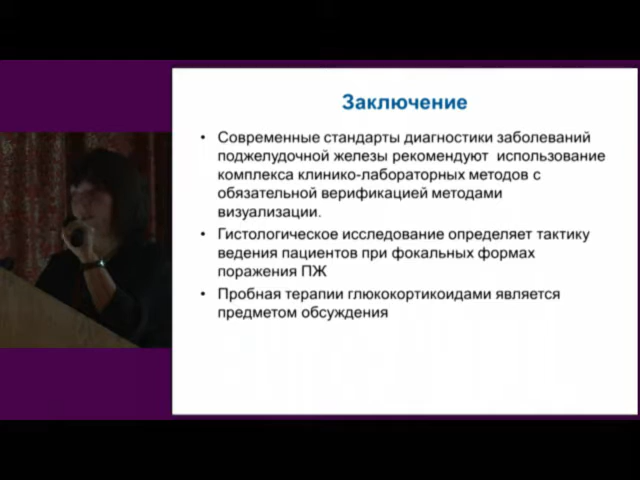 Заключение
• Современные стандарты диагностики заболеваний
поджелудочной железы рекомендуют использование
комплекса клинико-лабораторных методов с
обязательной верификацией методами
визуализации.
• Гистологическое исследование определяет тактику
ведения пациентов при фокальных формах
поражения ПЖ
• Пробная терапии глюкокортикоидами является
предметом обсуждения